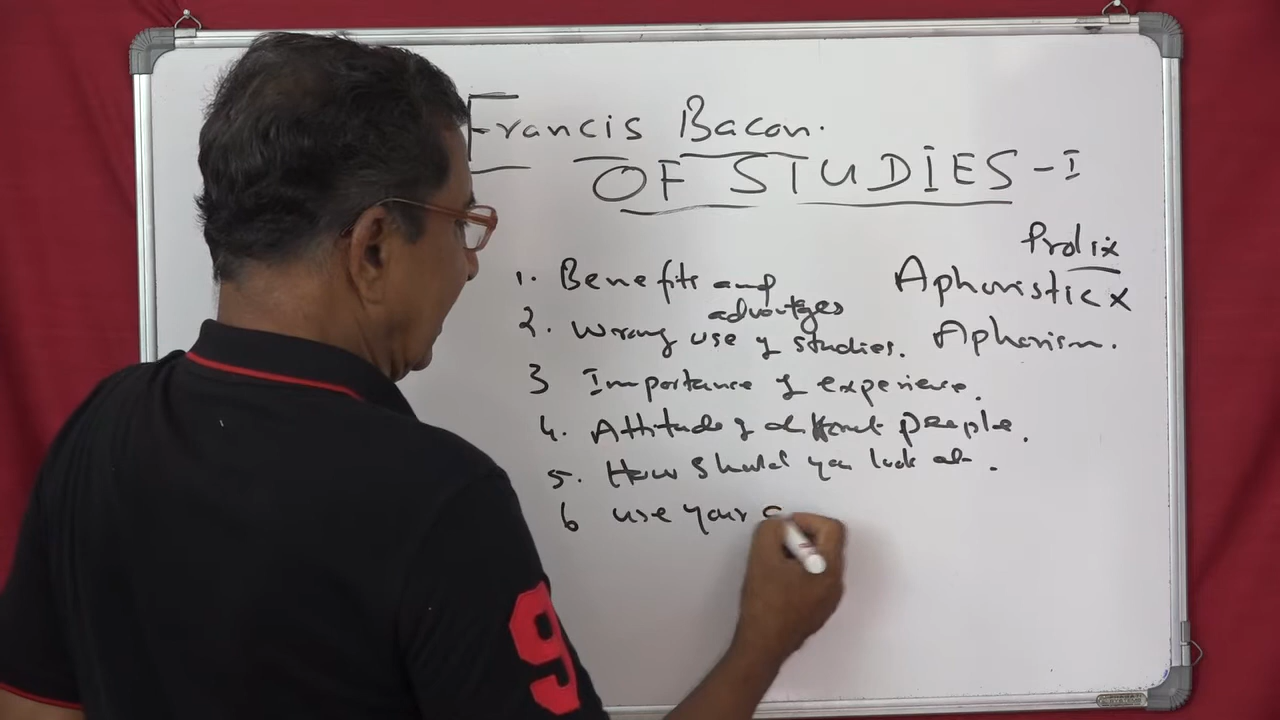 Francis Bacon.
OF STUDIES - I
Prolix
Aphoristic x
Aphorism.
1. Benefits and
advantges
2. Wrong use of studies.
3 Importance of experience.
4. Attitude of different people.
5. How should you look at.
6 use your
9